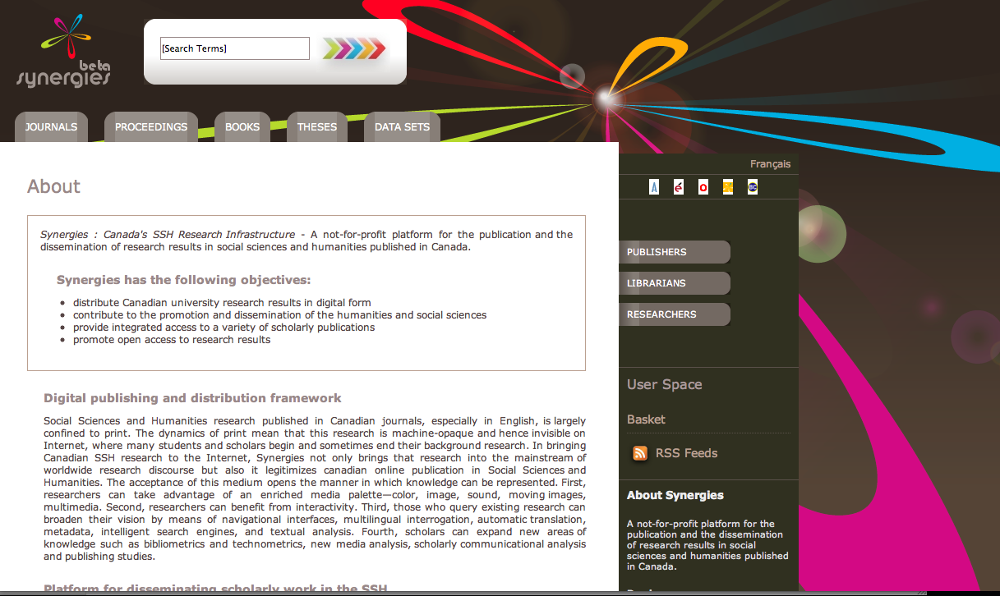 beta
synergies
[Search Terms]
JOURNALS
PROCEEDINGS
BOOKS
THESES
DATA SETS
About
Synergies : Canada's SSH Research Infrastructure - A not-for-profit platform for the publication and the
dissemination of research results in social sciences and humanities published in Canada.
Synergies has the following objectives:
• distribute Canadian university research results in digital form
• contribute to the promotion and dissemination of the humanities and social sciences
• provide integrated access to a variety of scholarly publications
• promote open access to research results
Digital publishing and distribution framework
Social Sciences and Humanities research published in Canadian journals, especially in English, is largely
confined to print. The dynamics of print mean that this research is machine-opaque and hence invisible on
Internet, where many students and scholars begin and sometimes end their background research. In bringing
Canadian SSH research to the Internet, Synergies not only brings that research into the mainstream of
worldwide research discourse but also it legitimizes canadian online publication in Social Sciences and
Humanities. The acceptance of this medium opens the manner in which knowledge can be represented. First,
researchers can take advantage of an enriched media palette—color, image, sound, moving images,
multimedia. Second, researchers can benefit from interactivity. Third, those who query existing research can
broaden their vision by means of navigational interfaces, multilingual interrogation, automatic translation,
metadata, intelligent search engines, and textual analysis. Fourth, scholars can expand new areas of
knowledge such as bibliometrics and technometrics, new media analysis, scholarly communicational analysis
and publishing studies.
Platform for disseminating scholarly work in the SSH
Français
A
é
o
BC
PUBLISHERS
LIBRARIANS
RESEARCHERS
User Space
Basket
RSS Feeds
About Synergies
A not-for-profit platform for the
publication and the dissemination
of research results in social
sciences and humanities published
in Canada.